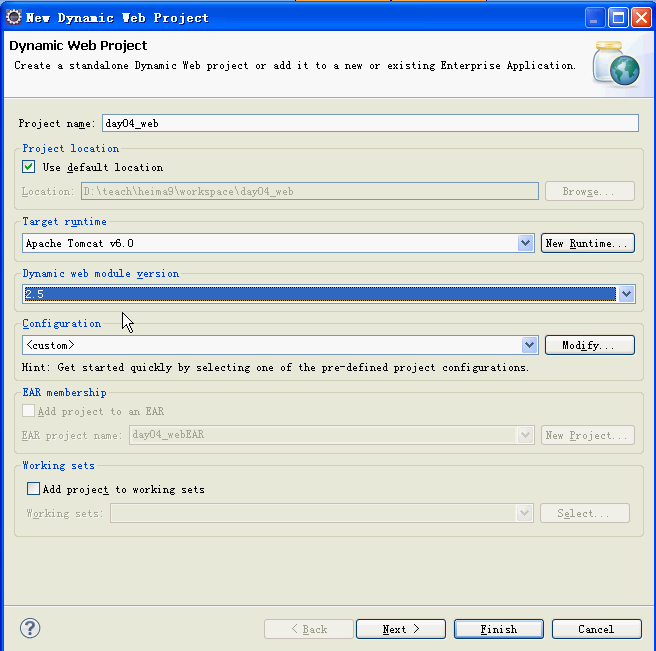 New Dynamic Web Project
Dynamic Web Project
Create a standalone Dynamic Web project or add it to a new or existing Enterprise Application.
Project name: day04_web
Project location
Use default location
Location: D:\teach\heima9\workspace\day04_web Browse...
Target runtime
Apache Tomcat v6.0 New Runtime...
Dynamic web module version
2.5
Configuration
<custom> Modify...
Hint: Get started quickly by selecting one of the pre-defined project configurations.
EAR membership
Add project to an EAR
EAR project name: day04_webEAR New Project...
Working sets
Add project to working sets
Working sets: Select...
? < Back Next > Finish Cancel